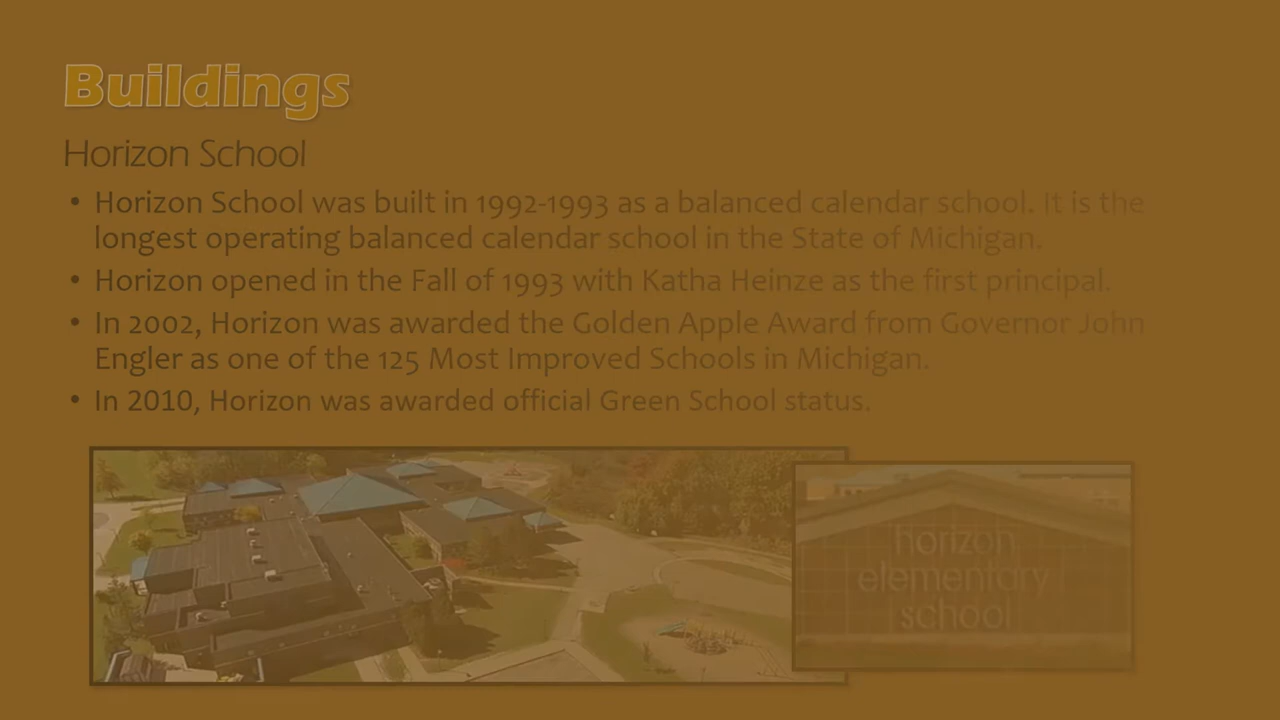 Buildings
Horizon School
• Horizon School was built in 1992-1993 as a balanced calendar school. It is the
longest operating balanced calendar school in the State of Michigan.
• Horizon opened in the Fall of 1993 with Katha Heinze as the first principal.
• In 2002, Horizon was awarded the Golden Apple Award from Governor John
Engler as one of the 125 Most Improved Schools in Michigan.
• In 2010, Horizon was awarded official Green School status.
horizon
elementary
school